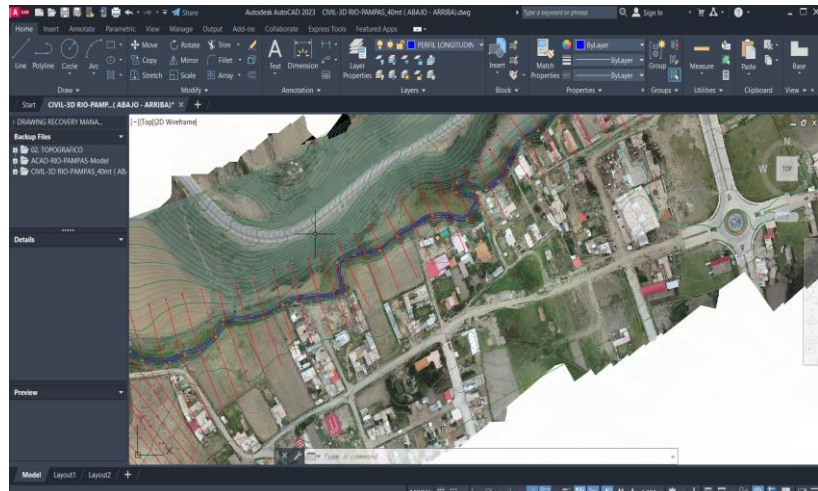 Share
Autodesk AutoCAD 2023 CIVIL-3D RIO-PAMPAS_40mt ( ABAJO - ARRIBA).dwg
Type a keyword or phrase
Sign In
Home Insert Annotate Parametric View Manage Output Add-ins Collaborate Express Tools Featured Apps
Line Polyline Circle Arc
Move Rotate Trim
Copy Mirror Fillet
Stretch Scale Array
Text Dimension
Layer Properties
PERFIL LONGITUDIN
Insert
Match Properties
ByLayer
ByLayer
ByLayer
Group
Measure
Paste
Base
Draw Modify Annotation Layers Block Properties Groups Utilities Clipboard View
Start CIVIL-3D RIO-PAMP...( ABAJO - ARRIBA)*
DRAWING RECOVERY MANA...
Backup Files
02. TOPOGRAFICO
ACAD-RIO-PAMPAS-Model
CIVIL-3D RIO-PAMPAS_40mt ( AB
Details
Preview
[−][Top][2D Wireframe]
N
W
TOP
Y
X
Type a command
Model Layout1 Layout2